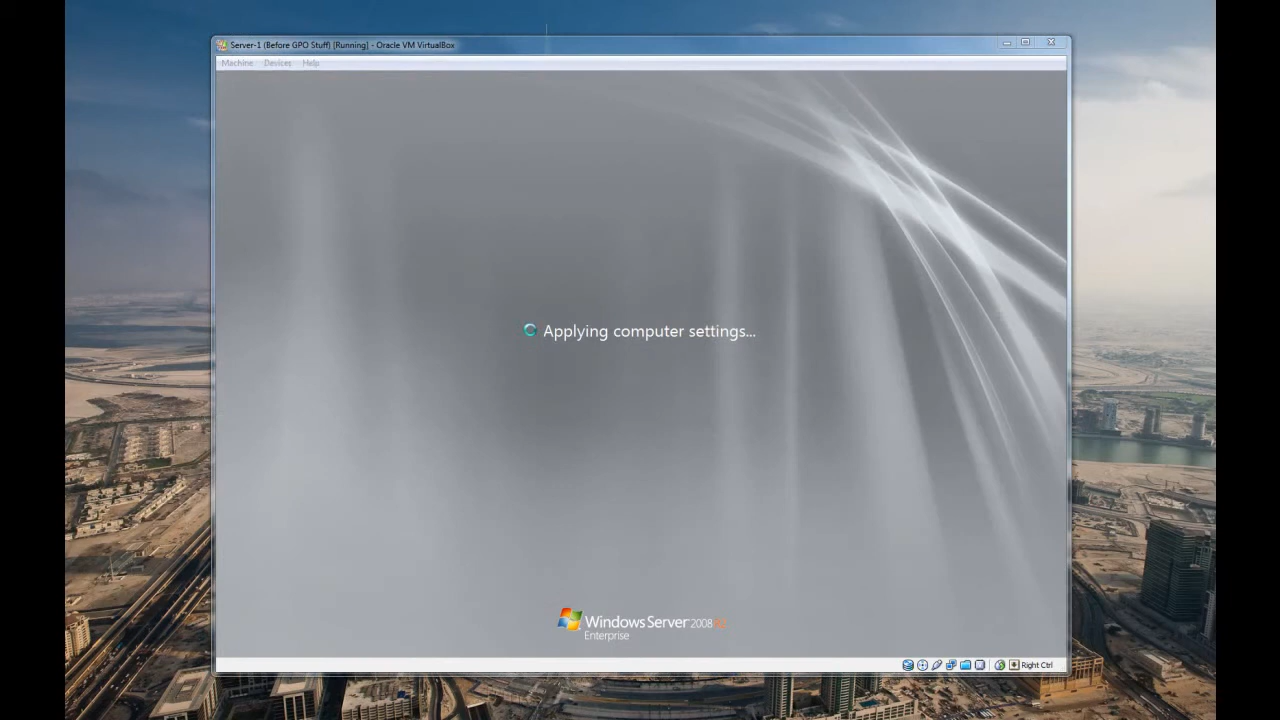 Server-1 (Before GPO Stuff) [Running] - Oracle VM VirtualBox
Machine Devices Help
Applying computer settings...
Windows Server 2008 R2
Enterprise
Right Ctrl